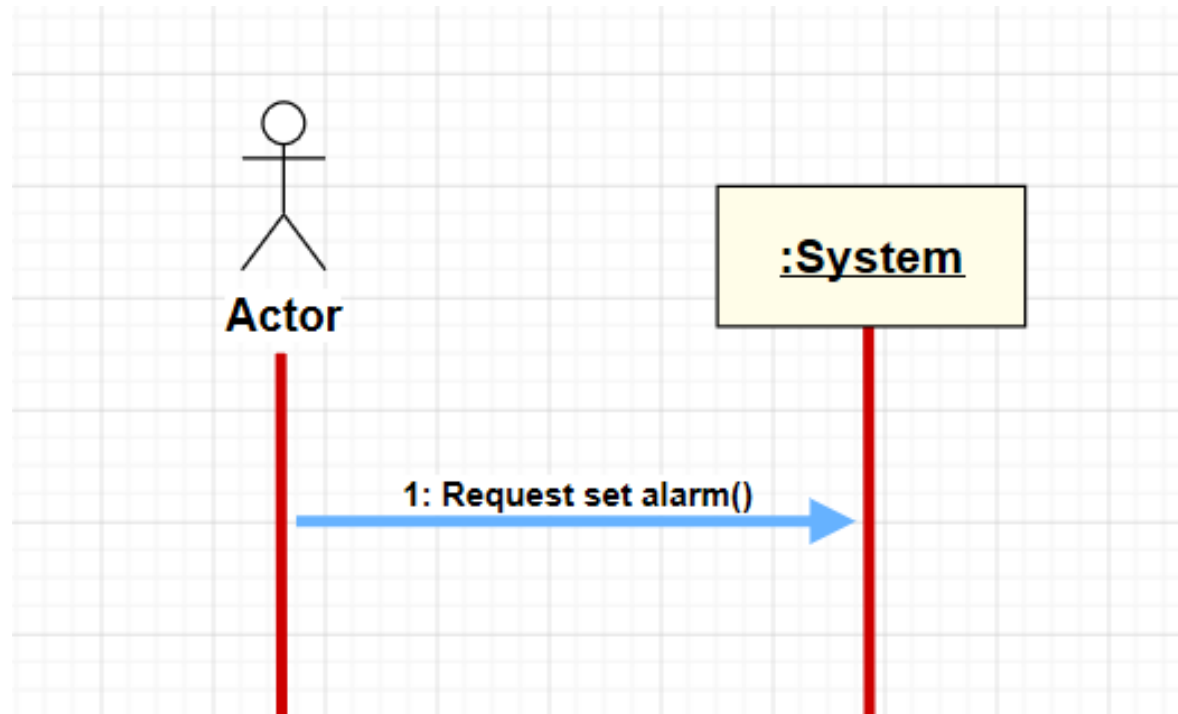 :System
Actor
1: Request set alarm()